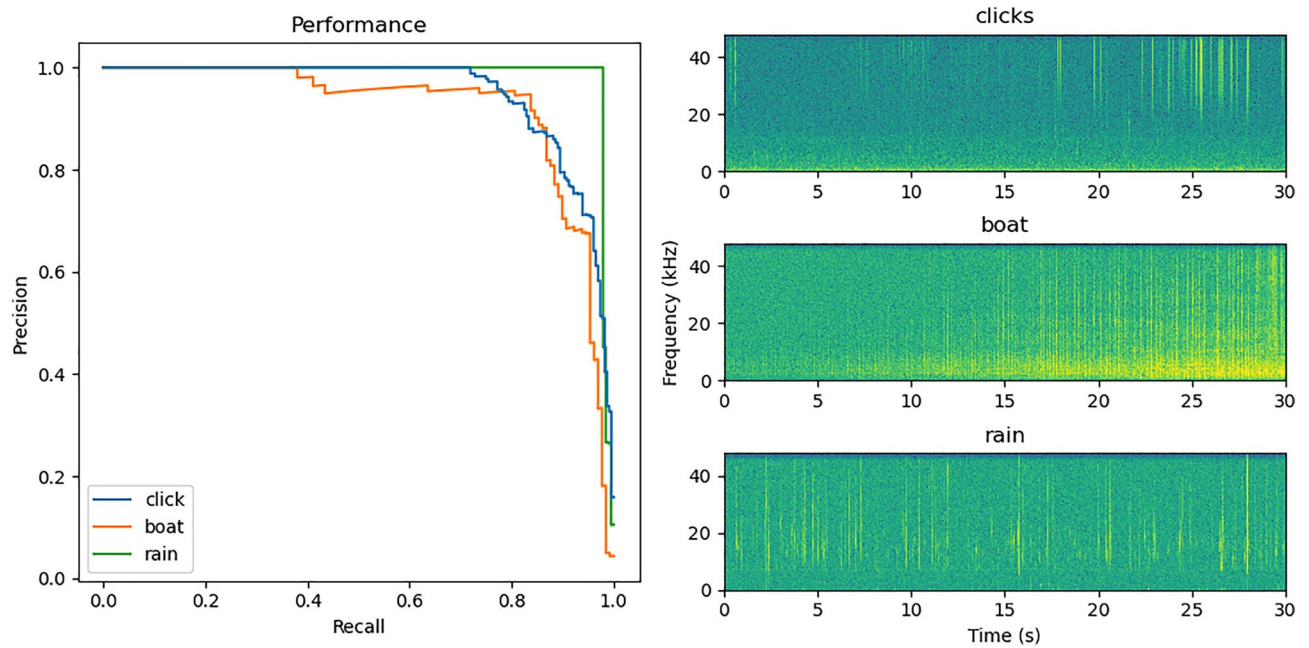 Performance
Precision
1.0
0.8
0.6
0.4
0.2
0.0
click
boat
rain
0.0 0.2 0.4 0.6 0.8 1.0
Recall
clicks
40
20
0
0 5 10 15 20 25 30
boat
Frequency (kHz)
40
20
0
0 5 10 15 20 25 30
rain
40
20
0
0 5 10 15 20 25 30
Time (s)